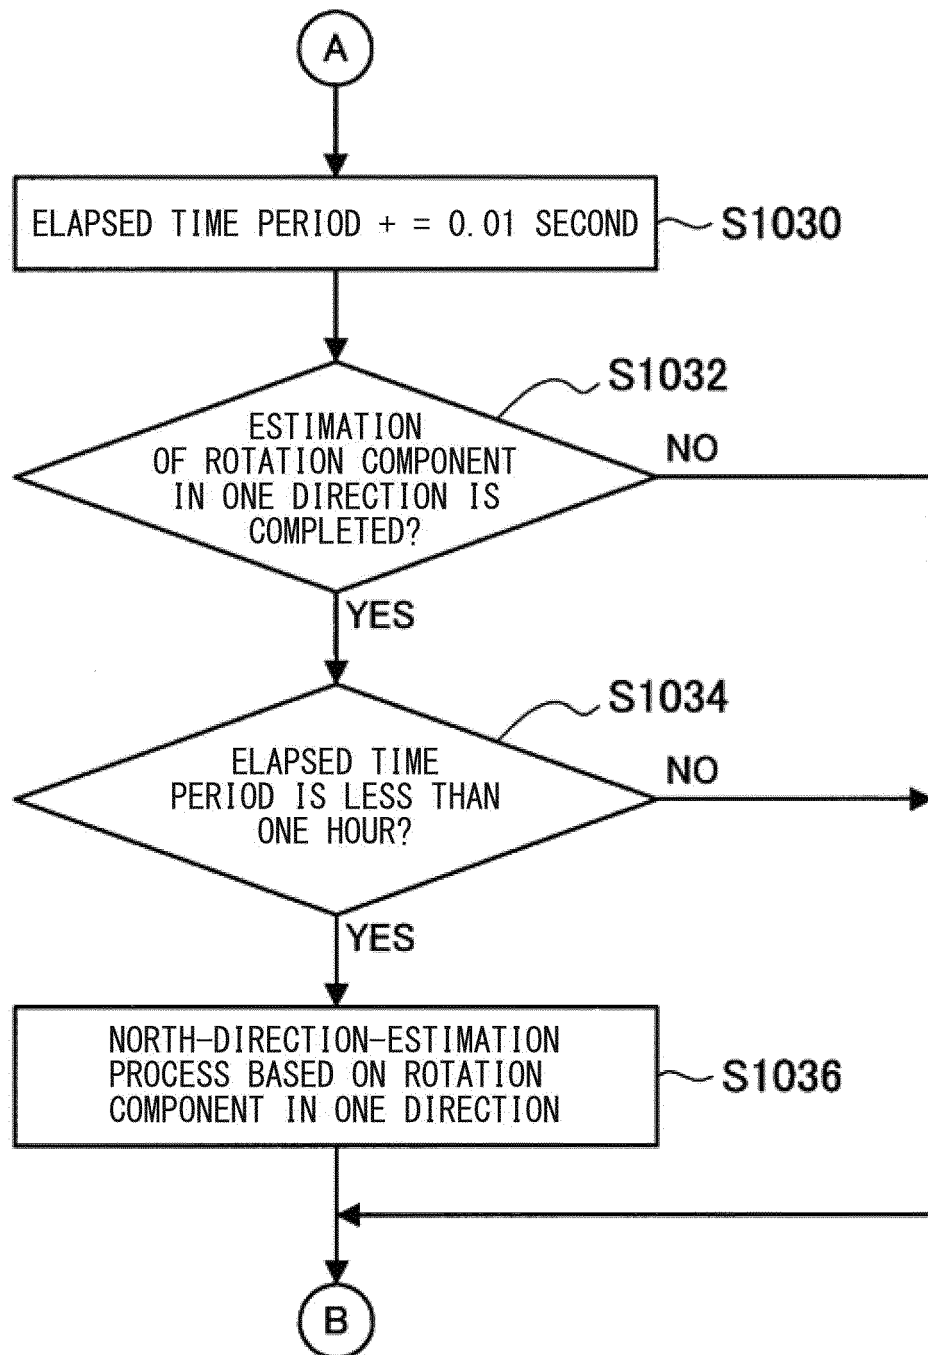 A
ELAPSED TIME PERIOD + = 0.01 SECOND
S1030
S1032
ESTIMATION
OF ROTATION COMPONENT
IN ONE DIRECTION IS
COMPLETED?
NO
YES
S1034
ELAPSED TIME
PERIOD IS LESS THAN
ONE HOUR?
NO
YES
NORTH-DIRECTION-ESTIMATION
PROCESS BASED ON ROTATION
COMPONENT IN ONE DIRECTION
S1036
B